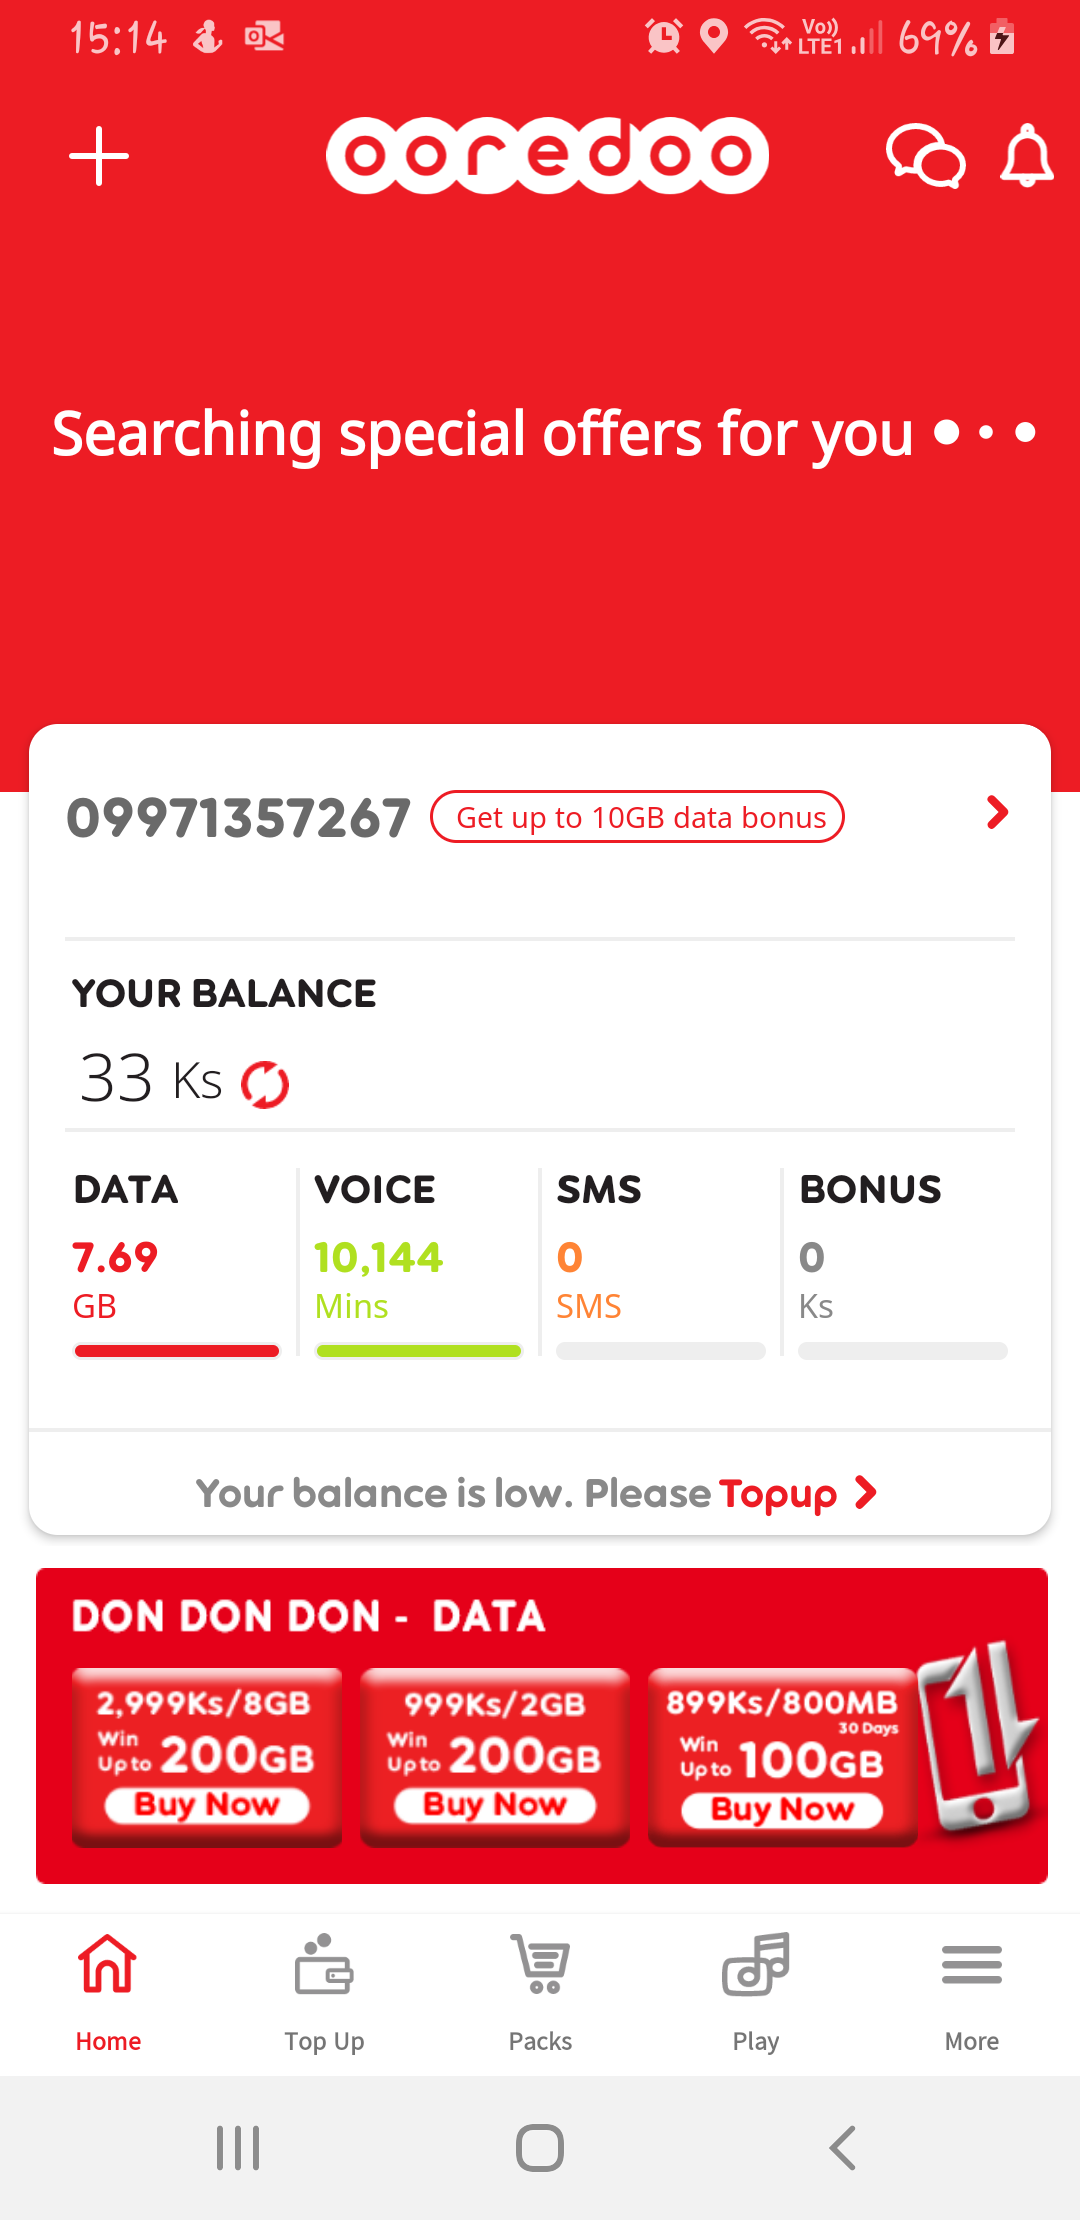 15:14
Vo))
LTE1
69%
ooredoo
Searching special offers for you
09971357267
Get up to 10GB data bonus
YOUR BALANCE
33 Ks
DATA
7.69
GB
VOICE
10,144
Mins
SMS
0
SMS
BONUS
0
Ks
Your balance is low. Please Topup
DON DON DON - DATA
2,999Ks/8GB
Win
Up to 200GB
Buy Now
999Ks/2GB
Win
Up to 200GB
Buy Now
899Ks/800MB
30 Days
Win
Up to 100GB
Buy Now
Home
Top Up
Packs
Play
More